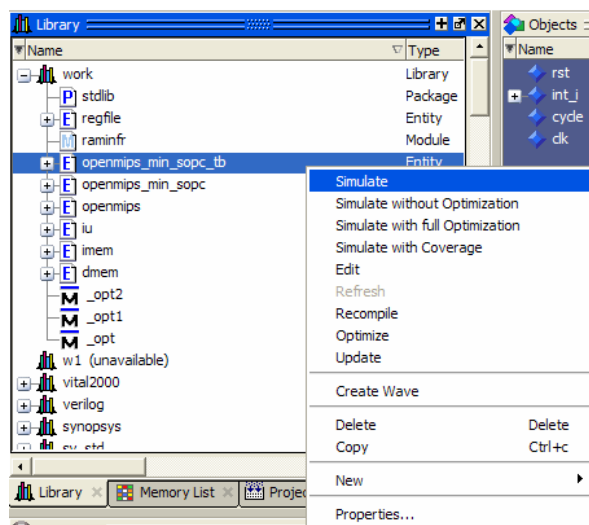 Library
Objects
Name Type
Name
work Library
rst
P stdlib Package
int_i
E regfile Entity
cycle
M raminfr Module
clk
E openmips_min_sopc_tb Entity
E openmips_min_sopc
E openmips
E iu
E imem
E dmem
M _opt2
M _opt1
M _opt
w1 (unavailable)
vital2000
verilog
synopsys
sv_std
Simulate
Simulate without Optimization
Simulate with full Optimization
Simulate with Coverage
Edit
Refresh
Recompile
Optimize
Update
Create Wave
Delete Delete
Copy Ctrl+c
New
Properties...
Library Memory List Projec